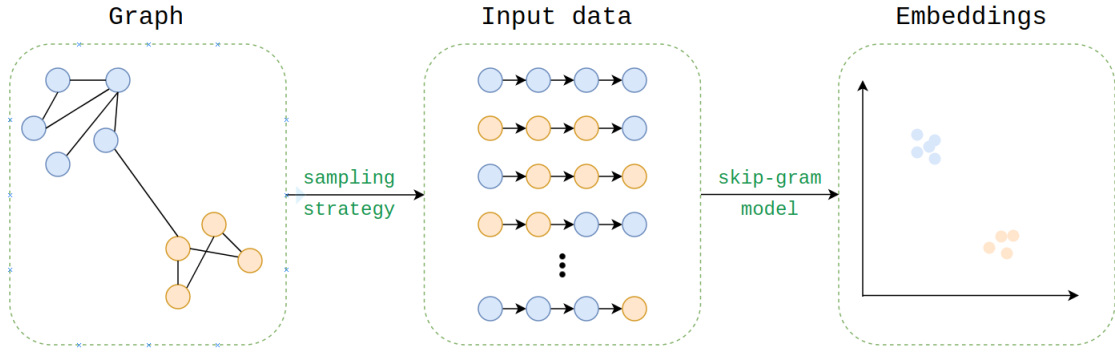 Graph
Input data
Embeddings
sampling
strategy
skip-gram
model